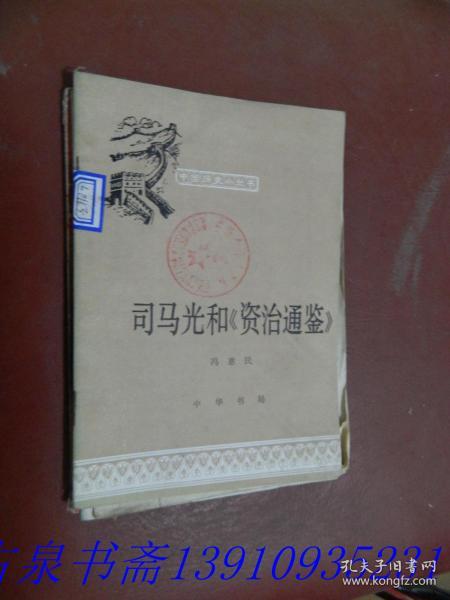 中国历史小丛书
司马光和《资治通鉴》
冯惠民
中华书局
古泉书斋13910935231
孔夫子旧书网
www.kongfz.com